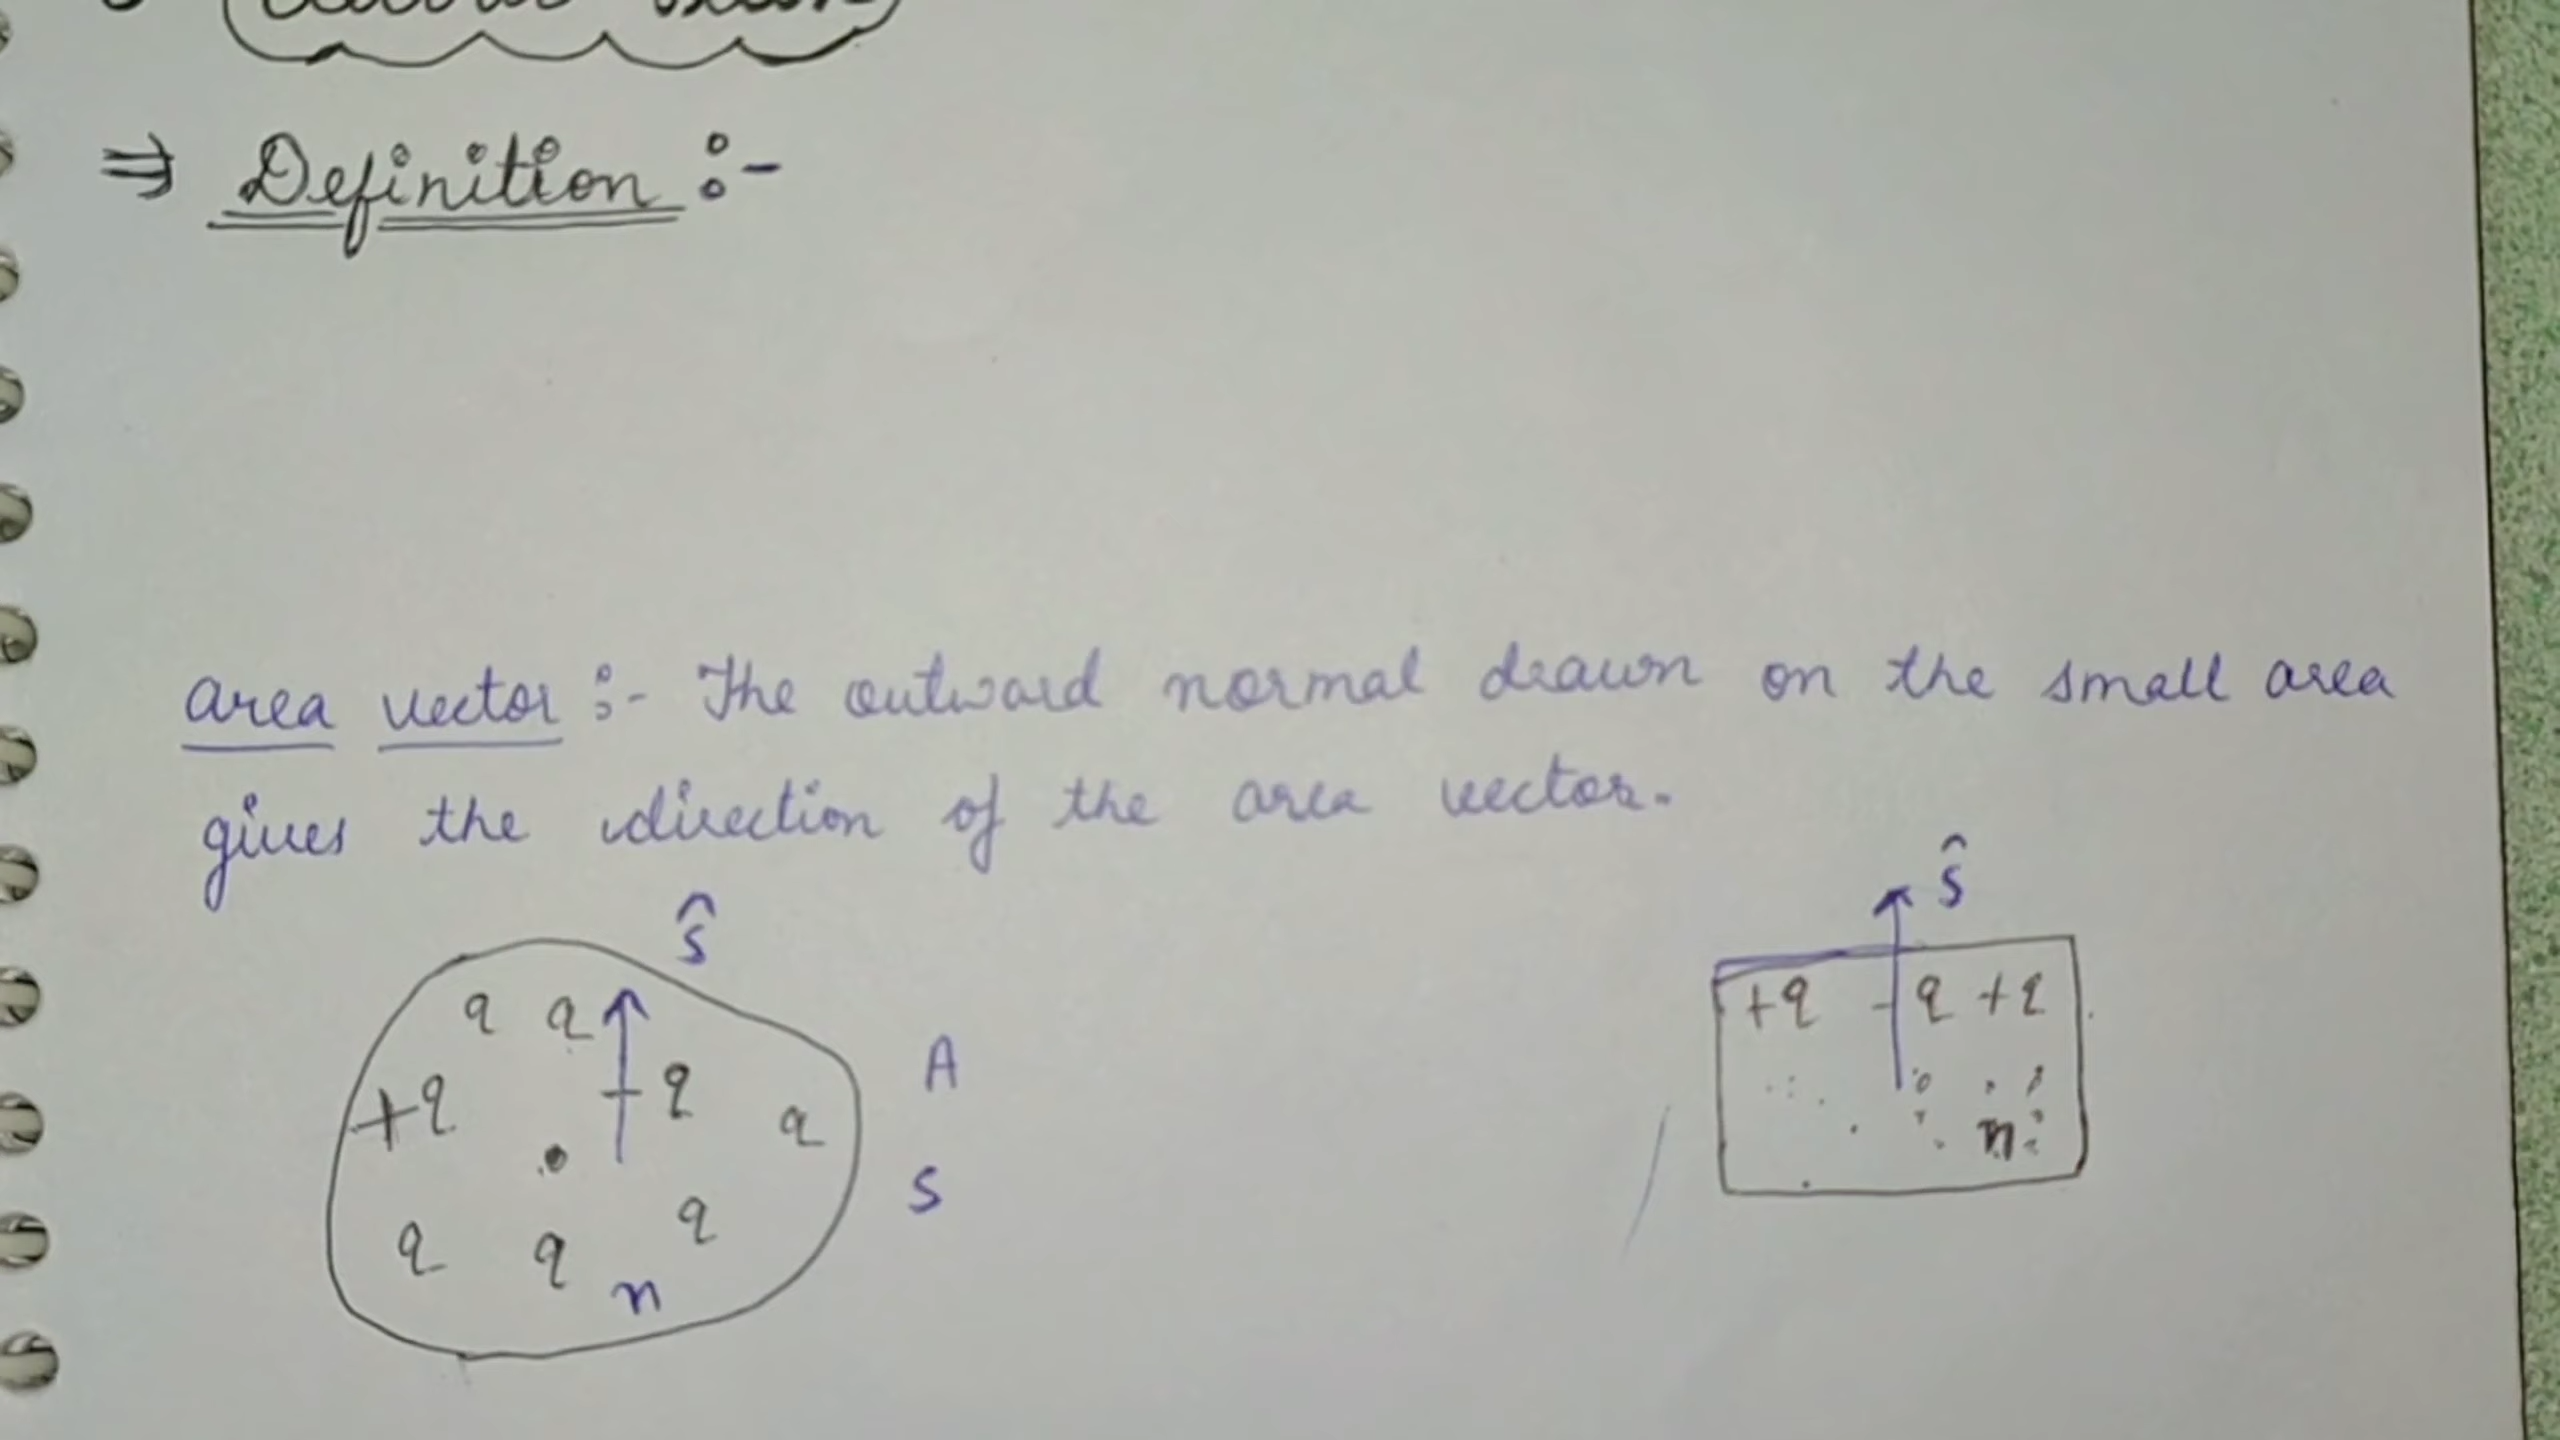 ⇒ Definition :-
area vector :- The outward normal drawn on the small area
gives the direction of the area vector.
ŝ
q q
+q -q q
q q q
n
A
S
ŝ
+q -q +q
n